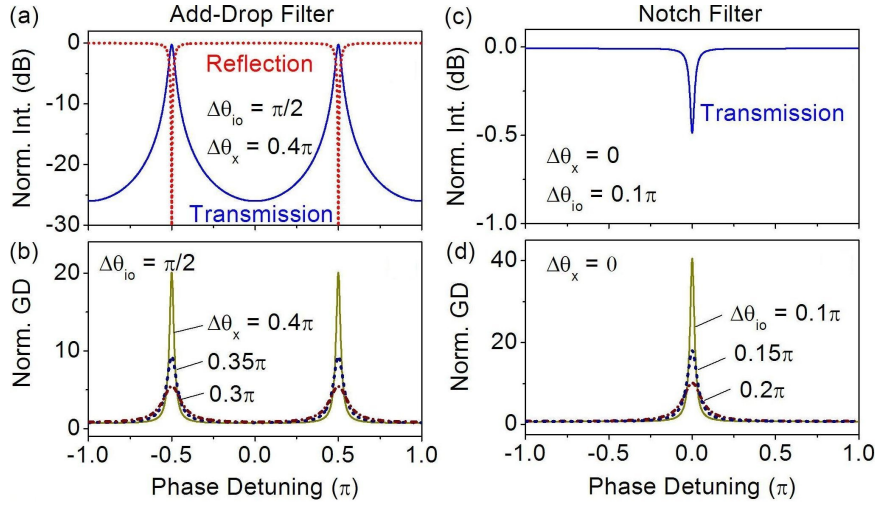 Add-Drop Filter
(a)
0
-10
-20
-30
Norm. Int. (dB)
Reflection
Δθio = π/2
Δθx = 0.4π
Transmission
(b)
20
10
0
Norm. GD
Δθio = π/2
Δθx = 0.4π
0.35π
0.3π
-1.0 -0.5 0.0 0.5 1.0
Phase Detuning (π)
Notch Filter
(c)
0.0
-0.5
-1.0
Norm. Int. (dB)
Transmission
Δθx = 0
Δθio = 0.1π
(d)
40
20
0
Norm. GD
Δθx = 0
Δθio = 0.1π
0.15π
0.2π
-1.0 -0.5 0.0 0.5 1.0
Phase Detuning (π)